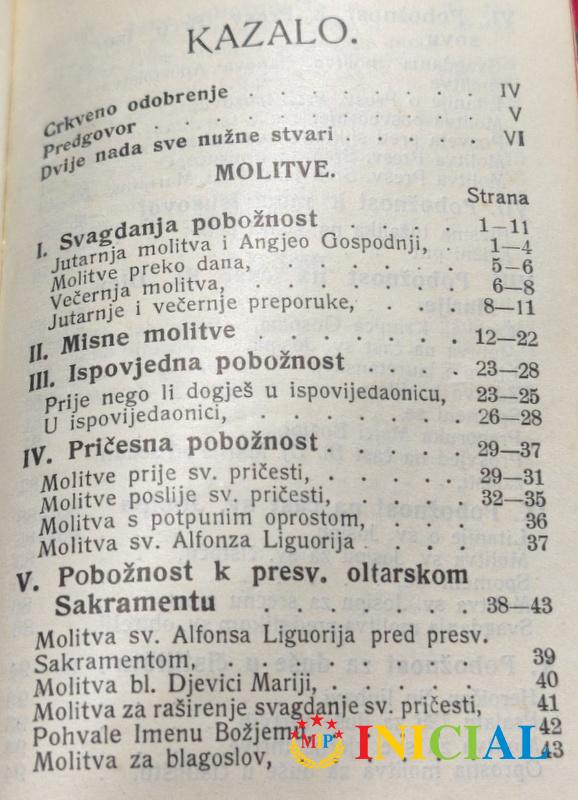 KAZALO.
Crkveno odobrenje . . . . . . . . IV
Predgovor . . . . . . . . . . V
Dvije nada sve nužne stvari . . . . . VI
MOLITVE.
Strana
I. Svagdanja pobožnost . . . . . 1—11
Jutarnja molitva i Angjeo Gospodnji, . . 1—4
Molitve preko dana, . . . . . . 5—6
Večernja molitva, . . . . . . 6—8
Jutarnje i večernje preporuke, . . . 8—11
II. Misne molitve . . . . . . 12—22
III. Ispovjedna pobožnost . . . . 23—28
Prije nego li dogješ u ispovijedaonicu, . 23—25
U ispovijedaonici, . . . . . . 26—28
IV. Pričesna pobožnost . . . . . 29—37
Molitve prije sv. pričesti, . . . . 29—31
Molitve poslije sv. pričesti, . . . . 32—35
Molitva s potpunim oprostom, . . . . 36
Molitva sv. Alfonza Liguorija . . . . 37
V. Pobožnost k presv. oltarskom
Sakramentu . . . . . . 38—43
Molitva sv. Alfonsa Liguorija pred presv.
Sakramentom, . . . . . . . . 39
Molitva bl. Djevici Mariji, . . . . . 40
Molitva za raširenje svagdanje sv. pričesti, . 41
Pohvale Imenu Božjemu, . . . . . 42
Molitva za blagoslov, . . . . . . 43
MP INICIAL